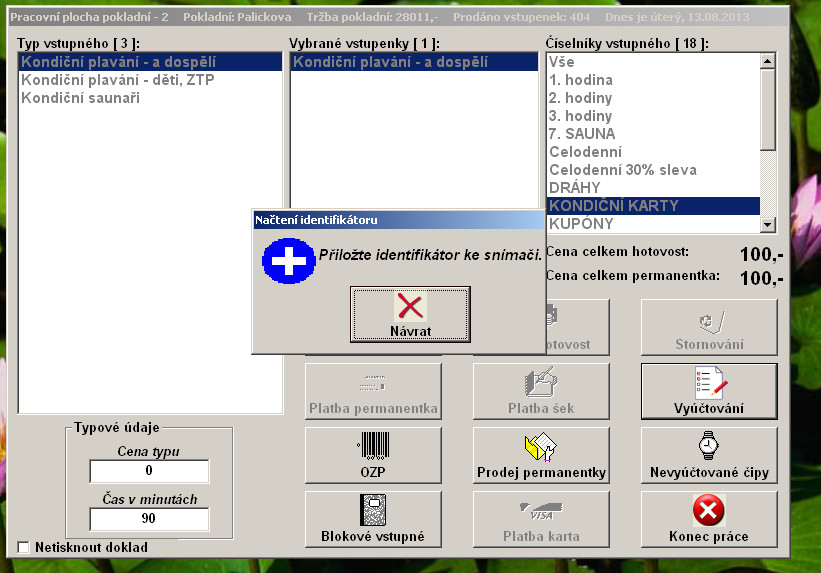 Pracovní plocha pokladní - 2 Pokladní: Palickova Tržba pokladní: 28011,- Prodáno vstupenek: 404 Dnes je úterý, 13.08.2013
Typ vstupného [ 3 ]:
Kondiční plavání - a dospělí
Kondiční plavání - děti, ZTP
Kondiční saunaři
Vybrané vstupenky [ 1 ]:
Kondiční plavání - a dospělí
Číselníky vstupného [ 18 ]:
Vše
1. hodina
2. hodiny
3. hodiny
7. SAUNA
Celodenní
Celodenní 30% sleva
DRÁHY
KONDIČNÍ KARTY
KUPÓNY
Načtení identifikátoru
Přiložte identifikátor ke snímači.
Návrat
Cena celkem hotovost: 100,-
Cena celkem permanentka: 100,-
otovost
Stornování
Platba permanentka
Platba šek
Vyúčtování
OZP
Prodej permanentky
Nevyúčtované čipy
Blokové vstupné
VISA
Platba karta
Konec práce
Typové údaje
Cena typu
0
Čas v minutách
90
Netisknout doklad